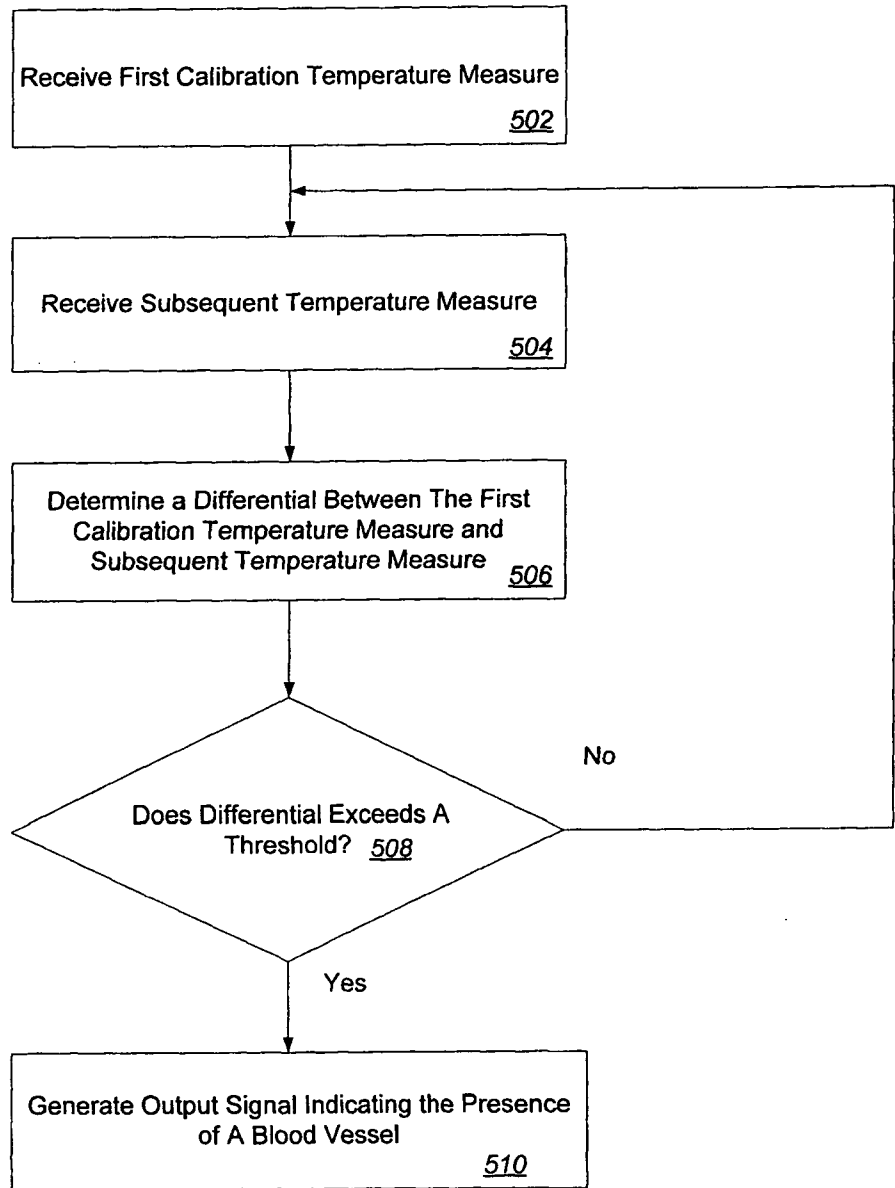 Receive First Calibration Temperature Measure
502
Receive Subsequent Temperature Measure
504
Determine a Differential Between The First
Calibration Temperature Measure and
Subsequent Temperature Measure
506
No
Does Differential Exceeds A
Threshold? 508
Yes
Generate Output Signal Indicating the Presence
of A Blood Vessel
510